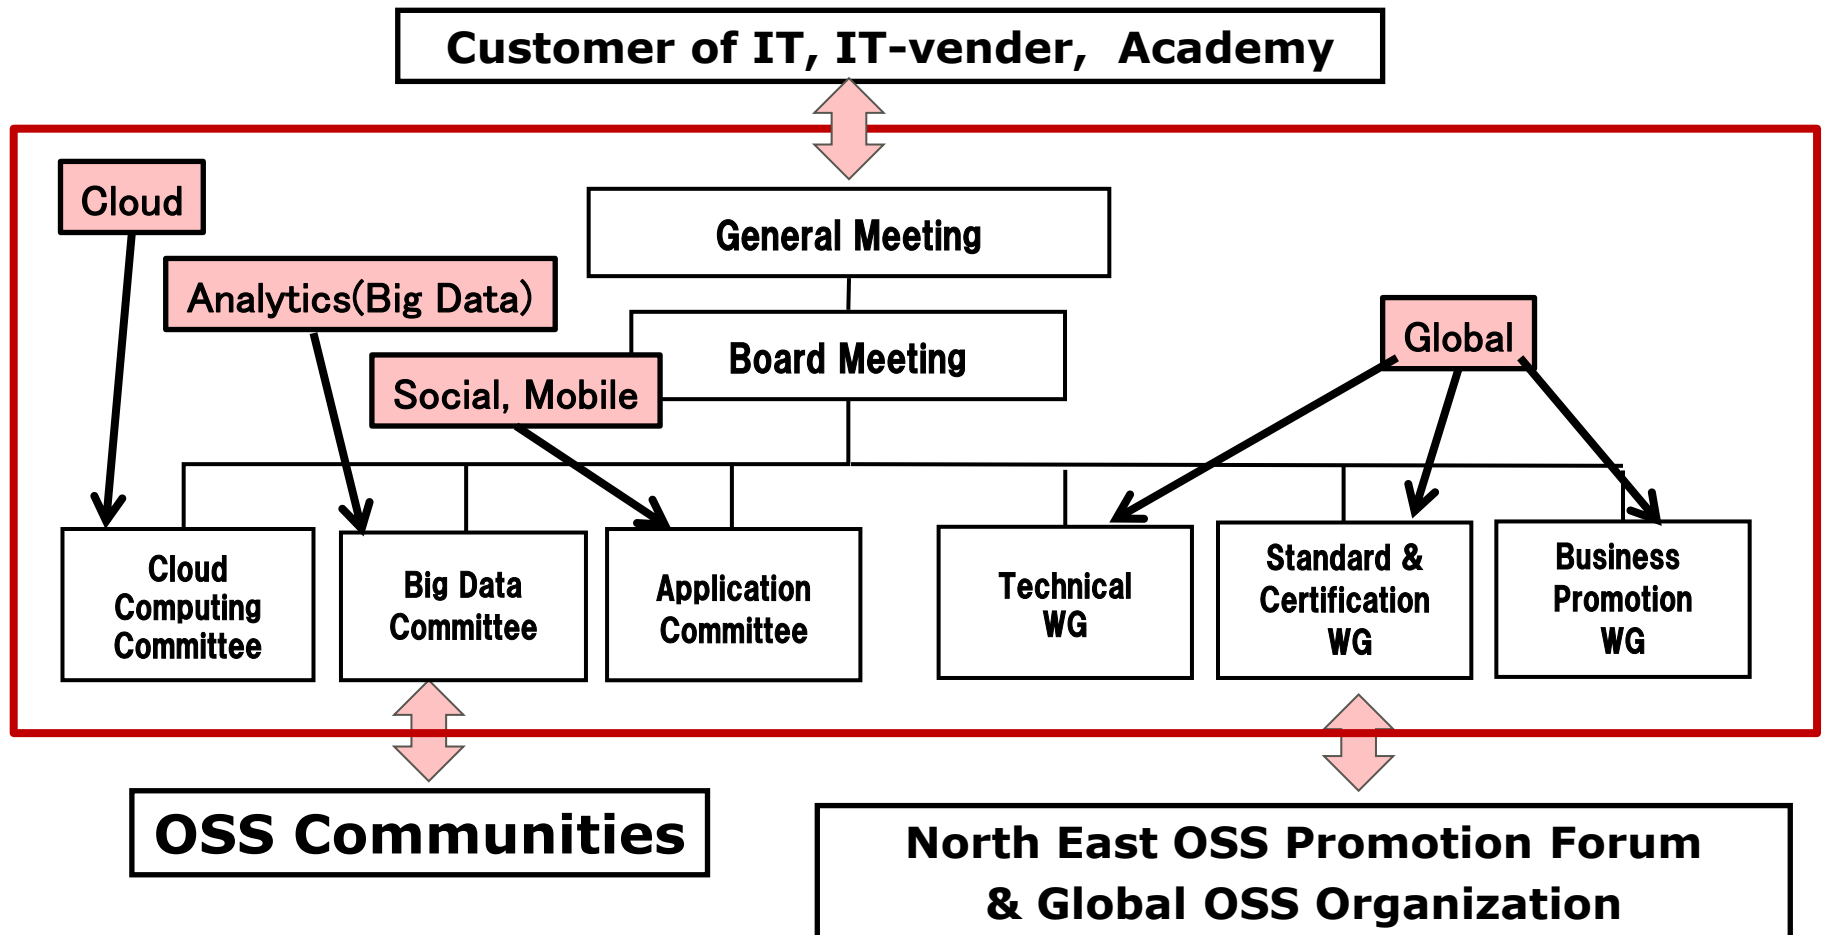 Customer of IT, IT-vender, Academy
Cloud
General Meeting
Analytics(Big Data)
Global
Board Meeting
Social, Mobile
Cloud
Computing
Committee
Big Data
Committee
Application
Committee
Technical
WG
Standard &
Certification
WG
Business
Promotion
WG
OSS Communities
North East OSS Promotion Forum
& Global OSS Organization